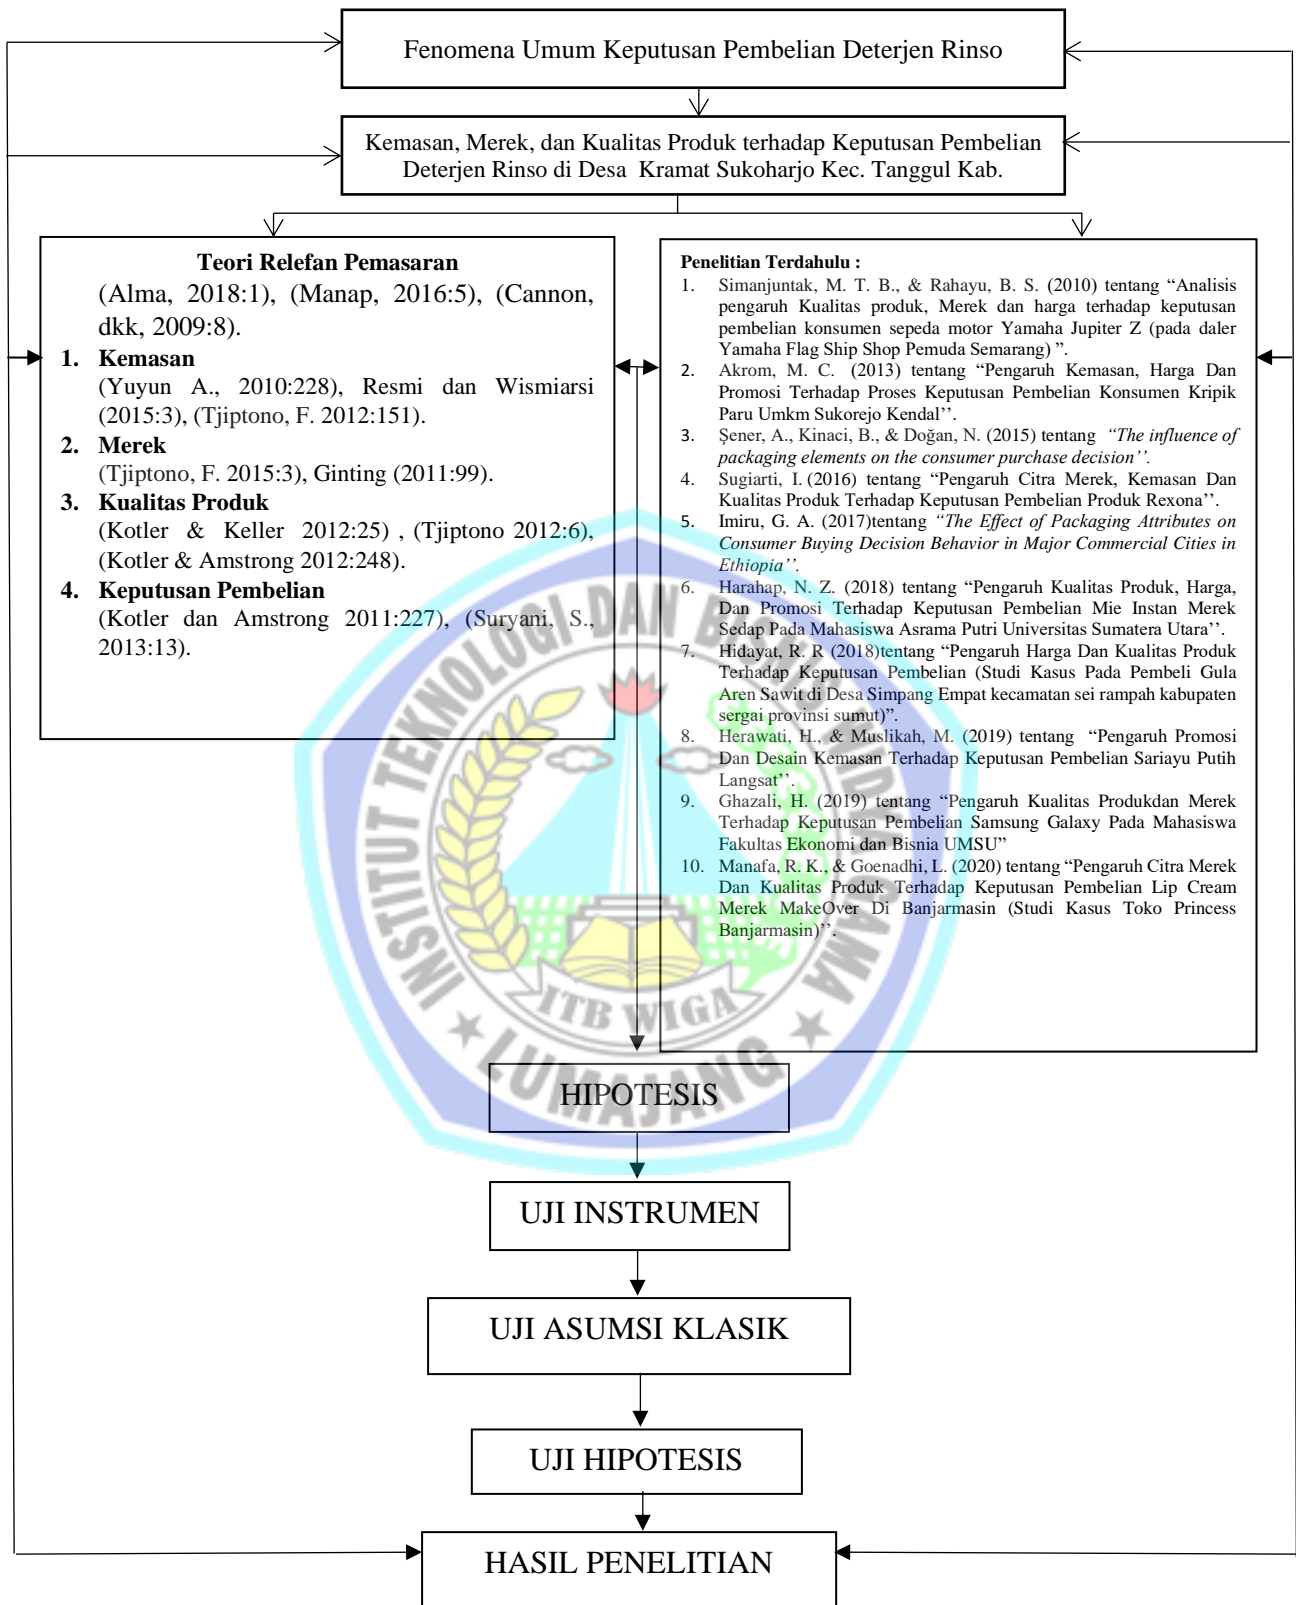 Fenomena Umum Keputusan Pembelian Deterjen Rinso
Kemasan, Merek, dan Kualitas Produk terhadap Keputusan Pembelian
Deterjen Rinso di Desa Kramat Sukoharjo Kec. Tanggul Kab.
Teori Relefan Pemasaran
(Alma, 2018:1), (Manap, 2016:5), (Cannon,
dkk, 2009:8).
1. Kemasan
(Yuyun A., 2010:228), Resmi dan Wismiarsi
(2015:3), (Tjiptono, F. 2012:151).
2. Merek
(Tjiptono, F. 2015:3), Ginting (2011:99).
3. Kualitas Produk
(Kotler & Keller 2012:25) , (Tjiptono 2012:6),
(Kotler & Amstrong 2012:248).
4. Keputusan Pembelian
(Kotler dan Amstrong 2011:227), (Suryani, S.,
2013:13).
Penelitian Terdahulu :
1. Simanjuntak, M. T. B., & Rahayu, B. S. (2010) tentang “Analisis
pengaruh Kualitas produk, Merek dan harga terhadap keputusan
pembelian konsumen sepeda motor Yamaha Jupiter Z (pada daler
Yamaha Flag Ship Shop Pemuda Semarang) ”.
2. Akrom, M. C. (2013) tentang “Pengaruh Kemasan, Harga Dan
Promosi Terhadap Proses Keputusan Pembelian Konsumen Kripik
Paru Umkm Sukorejo Kendal’’.
3. Şener, A., Kinaci, B., & Doğan, N. (2015) tentang “The influence of
packaging elements on the consumer purchase decision’’.
4. Sugiarti, I. (2016) tentang “Pengaruh Citra Merek, Kemasan Dan
Kualitas Produk Terhadap Keputusan Pembelian Produk Rexona’’.
5. Imiru, G. A. (2017)tentang “The Effect of Packaging Attributes on
Consumer Buying Decision Behavior in Major Commercial Cities in
Ethiopia’’.
6. Harahap, N. Z. (2018) tentang “Pengaruh Kualitas Produk, Harga,
Dan Promosi Terhadap Keputusan Pembelian Mie Instan Merek
Sedap Pada Mahasiswa Asrama Putri Universitas Sumatera Utara’’.
7. Hidayat, R. R (2018)tentang “Pengaruh Harga Dan Kualitas Produk
Terhadap Keputusan Pembelian (Studi Kasus Pada Pembeli Gula
Aren Sawit di Desa Simpang Empat kecamatan sei rampah kabupaten
sergai provinsi sumut)”.
8. Herawati, H., & Muslikah, M. (2019) tentang “Pengaruh Promosi
Dan Desain Kemasan Terhadap Keputusan Pembelian Sariayu Putih
Langsat’’.
9. Ghazali, H. (2019) tentang “Pengaruh Kualitas Produkdan Merek
Terhadap Keputusan Pembelian Samsung Galaxy Pada Mahasiswa
Fakultas Ekonomi dan Bisnia UMSU”
10. Manafa, R. K., & Goenadhi, L. (2020) tentang “Pengaruh Citra Merek
Dan Kualitas Produk Terhadap Keputusan Pembelian Lip Cream
Merek MakeOver Di Banjarmasin (Studi Kasus Toko Princess
Banjarmasin)’’.
INSTITUT TEKNOLOGI DAN BISNIS WIDYA GAMA
ITB WIGA
LUMAJANG
HIPOTESIS
UJI INSTRUMEN
UJI ASUMSI KLASIK
UJI HIPOTESIS
HASIL PENELITIAN